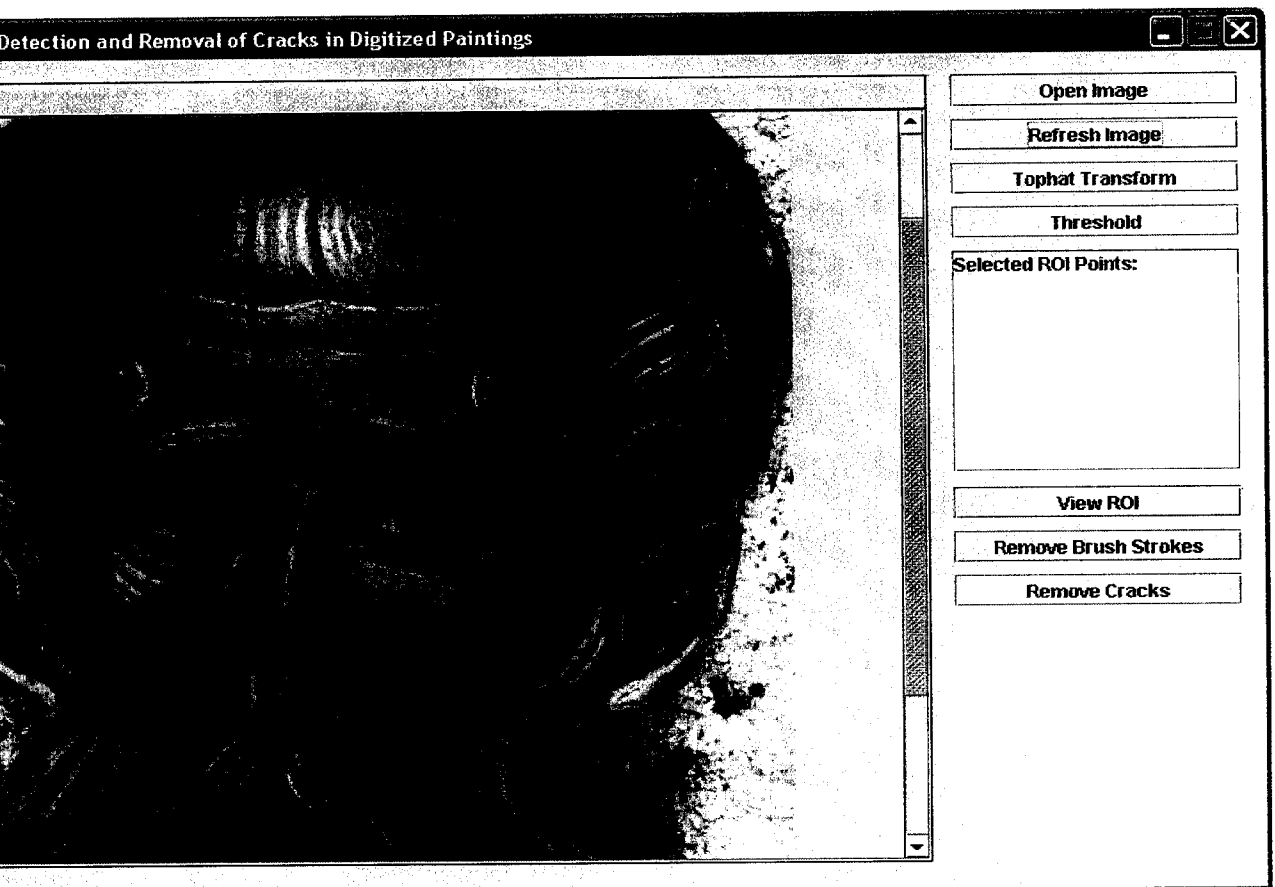 Detection and Removal of Cracks in Digitized Paintings
Open Image
Refresh Image
Tophat Transform
Threshold
Selected ROI Points:
View ROI
Remove Brush Strokes
Remove Cracks